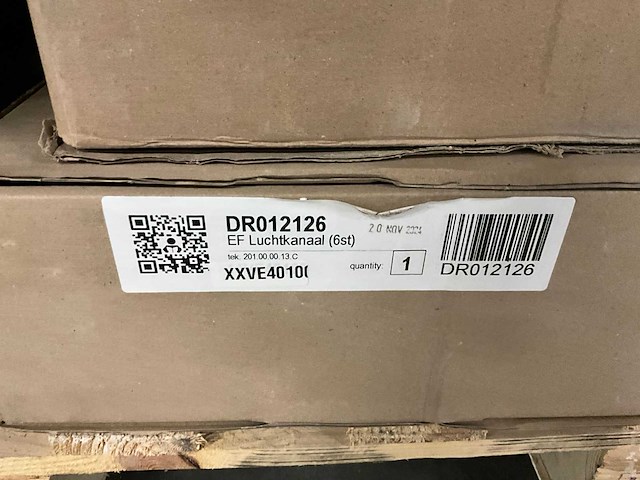 DR012126
EF Luchtkanaal (6st)
tek. 201.00.00.13.C
XXVE4010
quantity: 1
20 NOV 2024
DR012126